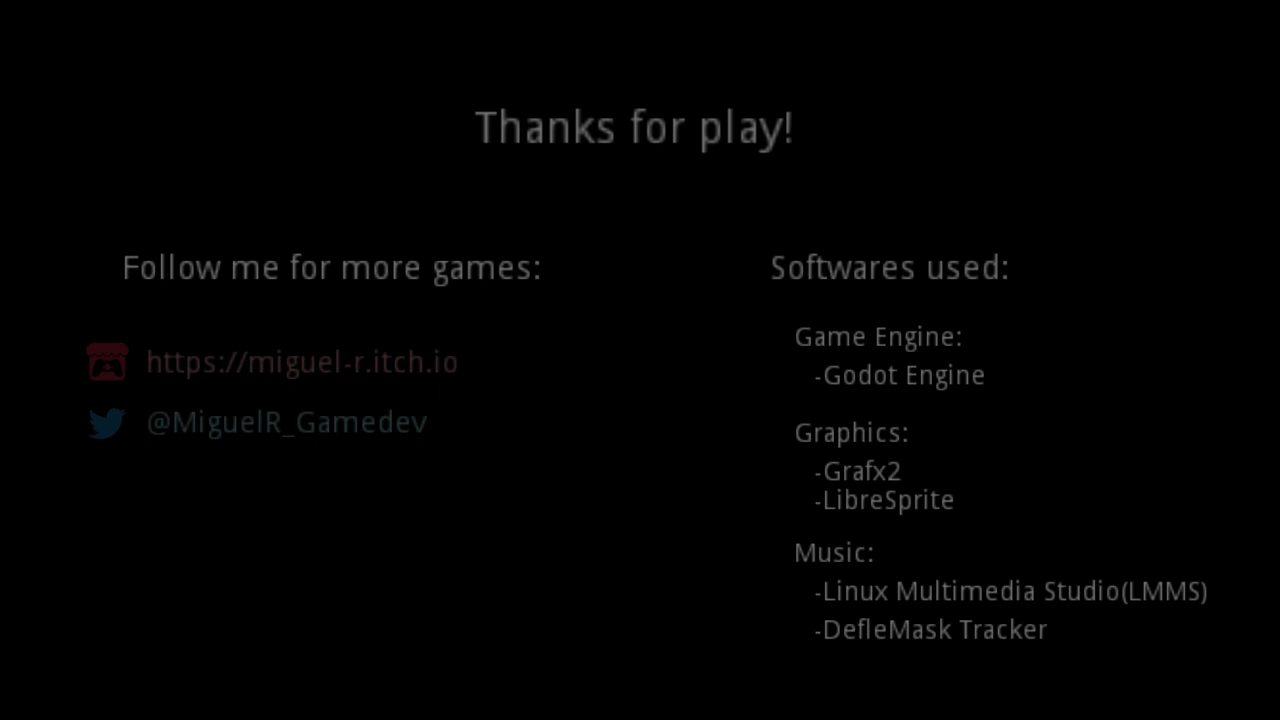 Thanks for play!
Follow me for more games:
https://miguel-r.itch.io
@MiguelR_Gamedev
Softwares used:
Game Engine:
-Godot Engine
Graphics:
-Grafx2
-LibreSprite
Music:
-Linux Multimedia Studio(LMMS)
-DefleMask Tracker